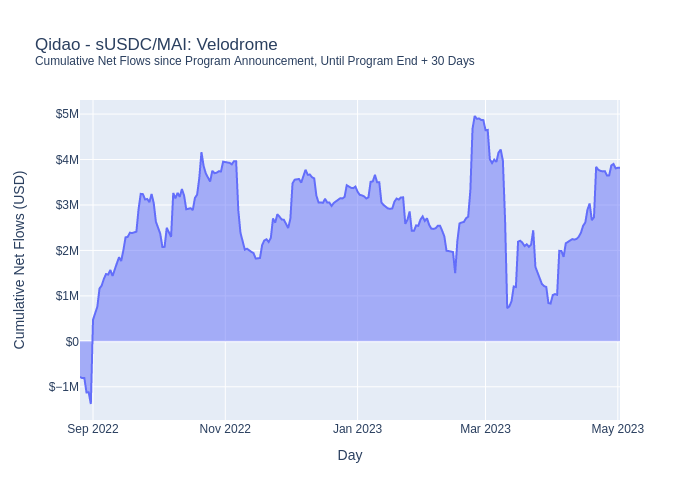 Qidao - sUSDC/MAI: Velodrome
Cumulative Net Flows since Program Announcement, Until Program End + 30 Days
Cumulative Net Flows (USD)
$5M
$4M
$3M
$2M
$1M
$0
$−1M
Sep 2022
Nov 2022
Jan 2023
Mar 2023
May 2023
Day